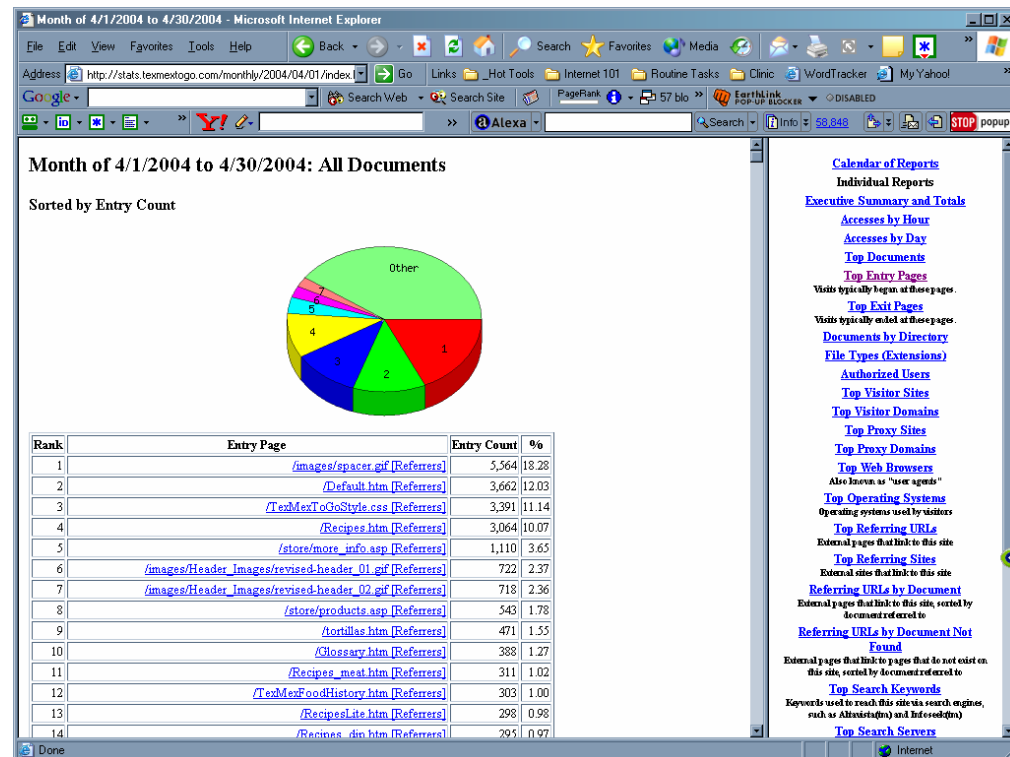 Month of 4/1/2004 to 4/30/2004 - Microsoft Internet Explorer
File Edit View Favorites Tools Help Back Search Favorites Media »
Address http://stats.texmextogo.com/monthly/2004/04/01/index. Go Links _Hot Tools Internet 101 Routine Tasks Clinic WordTracker My Yahoo! »
Google Search Web Search Site PageRank 57 blo » EarthLink POP-UP BLOCKER DISABLED
» Y! » Alexa Search Info 58,848 STOP popup
Month of 4/1/2004 to 4/30/2004: All Documents
Sorted by Entry Count
Other
1
2
3
4
5
6
7
Rank Entry Page Entry Count %
1 /images/spacer.gif [Referrers] 5,564 18.28
2 /Default.htm [Referrers] 3,662 12.03
3 /TexMexToGoStyle.css [Referrers] 3,391 11.14
4 /Recipes.htm [Referrers] 3,064 10.07
5 /store/more_info.asp [Referrers] 1,110 3.65
6 /images/Header_Images/revised-header_01.gif [Referrers] 722 2.37
7 /images/Header_Images/revised-header_02.gif [Referrers] 718 2.36
8 /store/products.asp [Referrers] 543 1.78
9 /tortillas.htm [Referrers] 471 1.55
10 /Glossary.htm [Referrers] 388 1.27
11 /Recipes_meat.htm [Referrers] 311 1.02
12 /TexMexFoodHistory.htm [Referrers] 303 1.00
13 /RecipesLite.htm [Referrers] 298 0.98
14 /Recipes_dip.htm [Referrers] 295 0.97
Calendar of Reports
Individual Reports
Executive Summary and Totals
Accesses by Hour
Accesses by Day
Top Documents
Top Entry Pages
Visits typically began at these pages.
Top Exit Pages
Visits typically ended at these pages.
Documents by Directory
File Types (Extensions)
Authorized Users
Top Visitor Sites
Top Visitor Domains
Top Proxy Sites
Top Proxy Domains
Top Web Browsers
Also known as "user agents"
Top Operating Systems
Operating systems used by visitors
Top Referring URLs
External pages that link to this site
Top Referring Sites
External sites that link to this site
Referring URLs by Document
External pages that link to this site, sorted by
document referred to
Referring URLs by Document Not
Found
External pages that link to pages that do not exist on
this site, sorted by document referred to
Top Search Keywords
Keywords used to reach this site via search engines,
such as Altavista(tm) and Infoseek(tm)
Top Search Servers
Done Internet